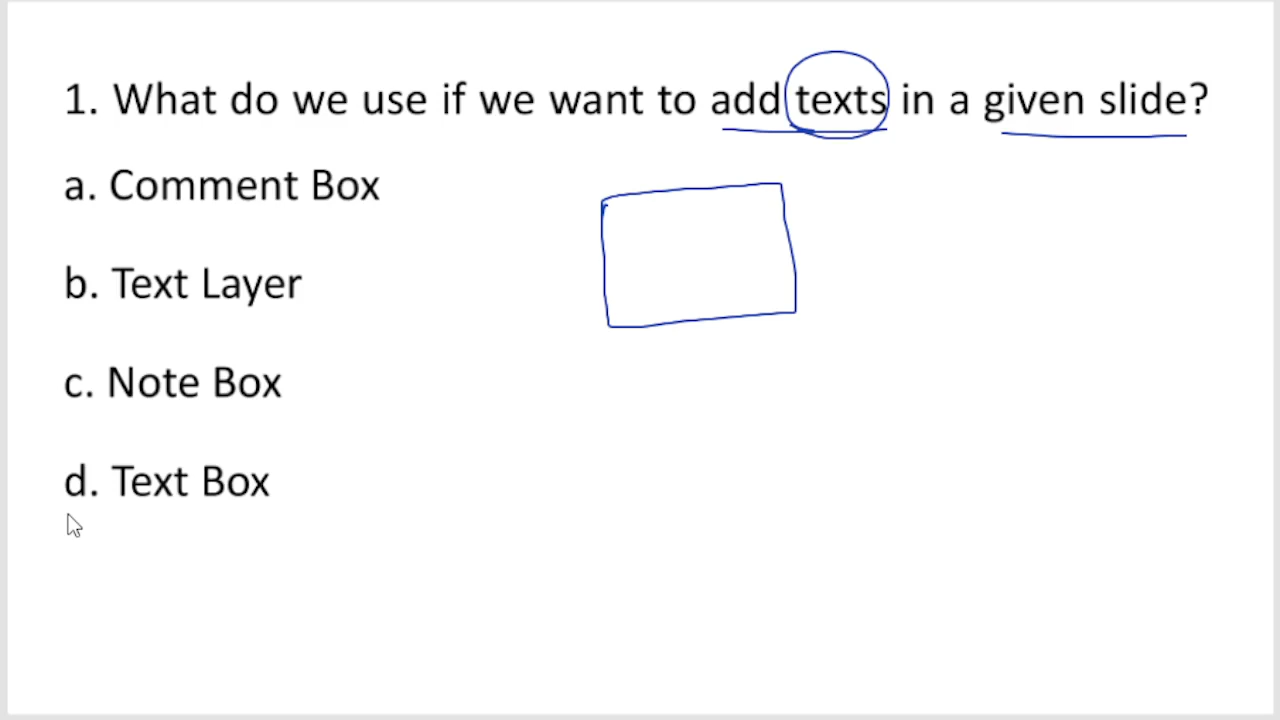 1. What do we use if we want to add texts in a given slide?
a. Comment Box
b. Text Layer
c. Note Box
d. Text Box